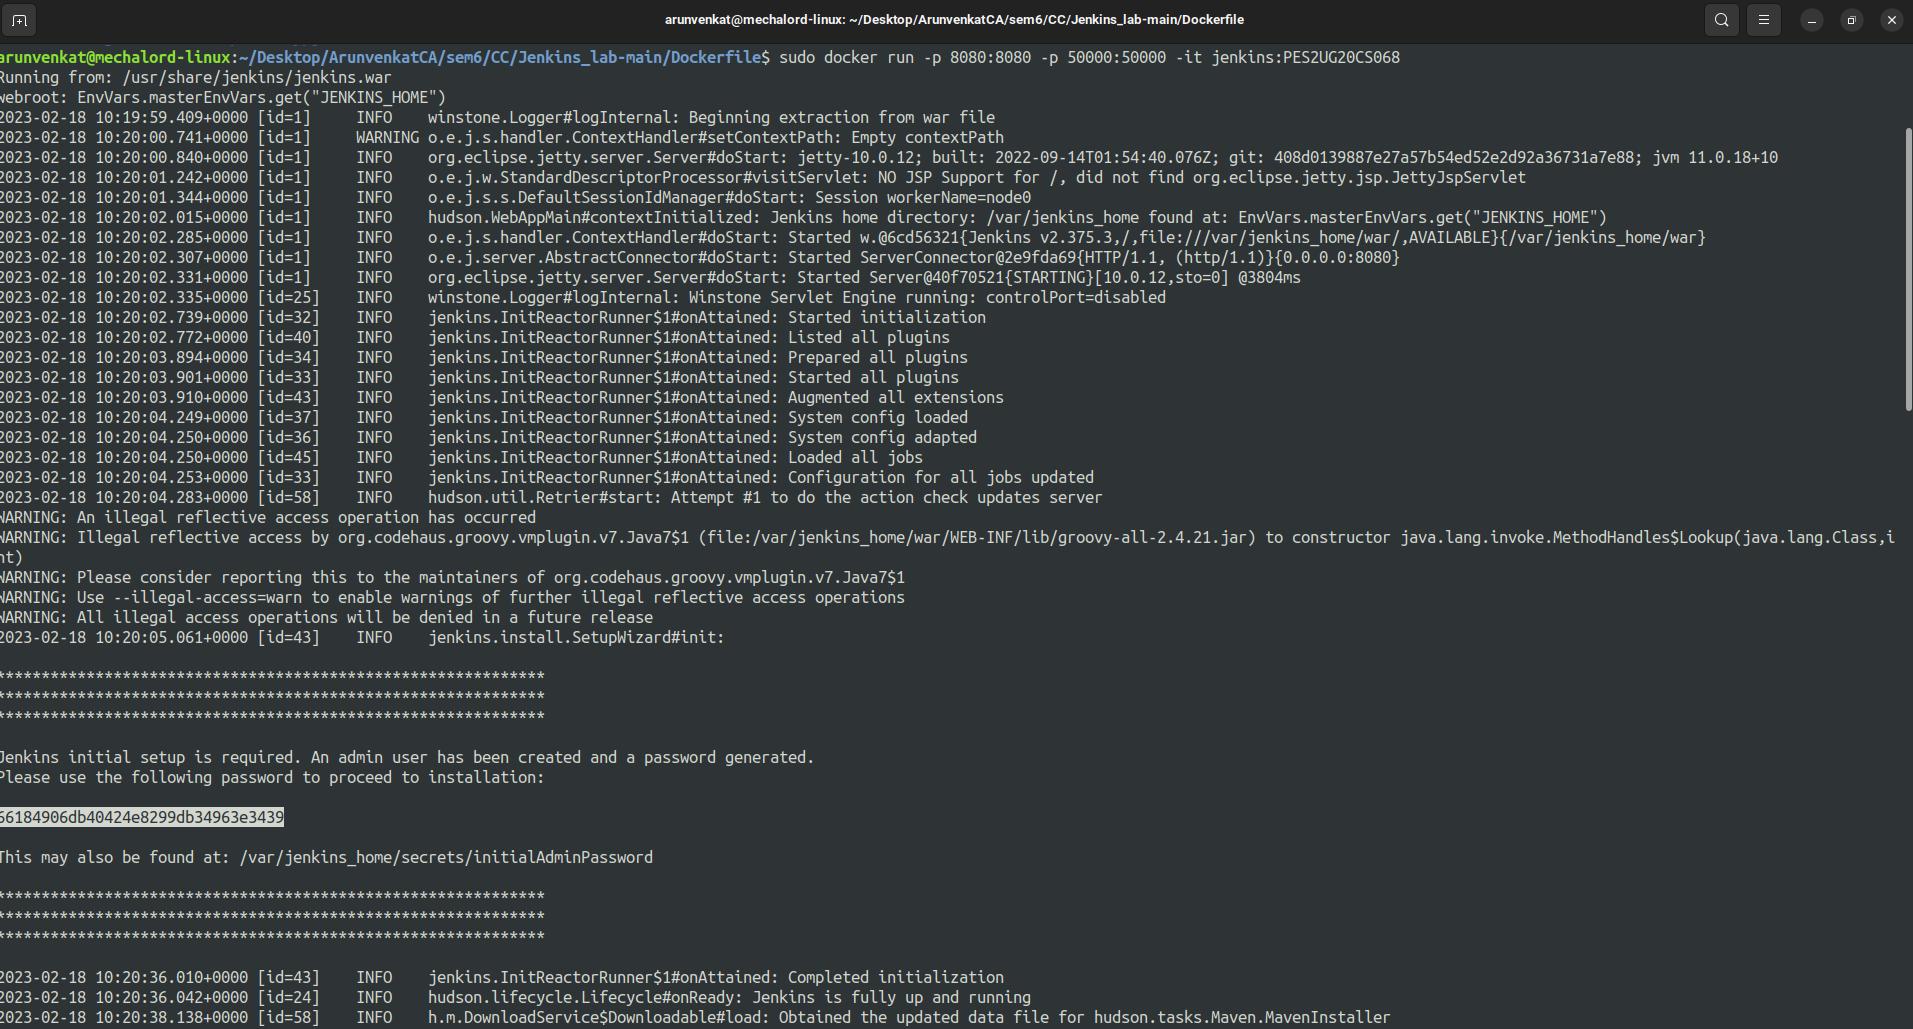 arunvenkat@mechalord-linux: ~/Desktop/ArunvenkatCA/sem6/CC/Jenkins_lab-main/Dockerfile
arunvenkat@mechalord-linux:~/Desktop/ArunvenkatCA/sem6/CC/Jenkins_lab-main/Dockerfile$ sudo docker run -p 8080:8080 -p 50000:50000 -it jenkins:PES2UG20CS068
Running from: /usr/share/jenkins/jenkins.war
webroot: EnvVars.masterEnvVars.get("JENKINS_HOME")
2023-02-18 10:19:59.409+0000 [id=1]     INFO    winstone.Logger#logInternal: Beginning extraction from war file
2023-02-18 10:20:00.741+0000 [id=1]     WARNING o.e.j.s.handler.ContextHandler#setContextPath: Empty contextPath
2023-02-18 10:20:00.840+0000 [id=1]     INFO    org.eclipse.jetty.server.Server#doStart: jetty-10.0.12; built: 2022-09-14T01:54:40.076Z; git: 408d0139887e27a57b54ed52e2d92a36731a7e88; jvm 11.0.18+10
2023-02-18 10:20:01.242+0000 [id=1]     INFO    o.e.j.w.StandardDescriptorProcessor#visitServlet: NO JSP Support for /, did not find org.eclipse.jetty.jsp.JettyJspServlet
2023-02-18 10:20:01.344+0000 [id=1]     INFO    o.e.j.s.s.DefaultSessionIdManager#doStart: Session workerName=node0
2023-02-18 10:20:02.015+0000 [id=1]     INFO    hudson.WebAppMain#contextInitialized: Jenkins home directory: /var/jenkins_home found at: EnvVars.masterEnvVars.get("JENKINS_HOME")
2023-02-18 10:20:02.285+0000 [id=1]     INFO    o.e.j.s.handler.ContextHandler#doStart: Started w.@6cd56321{Jenkins v2.375.3,/,file:///var/jenkins_home/war/,AVAILABLE}{/var/jenkins_home/war}
2023-02-18 10:20:02.307+0000 [id=1]     INFO    o.e.j.server.AbstractConnector#doStart: Started ServerConnector@2e9fda69{HTTP/1.1, (http/1.1)}{0.0.0.0:8080}
2023-02-18 10:20:02.331+0000 [id=1]     INFO    org.eclipse.jetty.server.Server#doStart: Started Server@40f70521{STARTING}[10.0.12,sto=0] @3804ms
2023-02-18 10:20:02.335+0000 [id=25]    INFO    winstone.Logger#logInternal: Winstone Servlet Engine running: controlPort=disabled
2023-02-18 10:20:02.739+0000 [id=32]    INFO    jenkins.InitReactorRunner$1#onAttained: Started initialization
2023-02-18 10:20:02.772+0000 [id=40]    INFO    jenkins.InitReactorRunner$1#onAttained: Listed all plugins
2023-02-18 10:20:03.894+0000 [id=34]    INFO    jenkins.InitReactorRunner$1#onAttained: Prepared all plugins
2023-02-18 10:20:03.901+0000 [id=33]    INFO    jenkins.InitReactorRunner$1#onAttained: Started all plugins
2023-02-18 10:20:03.910+0000 [id=43]    INFO    jenkins.InitReactorRunner$1#onAttained: Augmented all extensions
2023-02-18 10:20:04.249+0000 [id=37]    INFO    jenkins.InitReactorRunner$1#onAttained: System config loaded
2023-02-18 10:20:04.250+0000 [id=36]    INFO    jenkins.InitReactorRunner$1#onAttained: System config adapted
2023-02-18 10:20:04.250+0000 [id=45]    INFO    jenkins.InitReactorRunner$1#onAttained: Loaded all jobs
2023-02-18 10:20:04.253+0000 [id=33]    INFO    jenkins.InitReactorRunner$1#onAttained: Configuration for all jobs updated
2023-02-18 10:20:04.283+0000 [id=58]    INFO    hudson.util.Retrier#start: Attempt #1 to do the action check updates server
WARNING: An illegal reflective access operation has occurred
WARNING: Illegal reflective access by org.codehaus.groovy.vmplugin.v7.Java7$1 (file:/var/jenkins_home/war/WEB-INF/lib/groovy-all-2.4.21.jar) to constructor java.lang.invoke.MethodHandles$Lookup(java.lang.Class,i
nt)
WARNING: Please consider reporting this to the maintainers of org.codehaus.groovy.vmplugin.v7.Java7$1
WARNING: Use --illegal-access=warn to enable warnings of further illegal reflective access operations
WARNING: All illegal access operations will be denied in a future release
2023-02-18 10:20:05.061+0000 [id=43]    INFO    jenkins.install.SetupWizard#init:
*************************************************************
*************************************************************
*************************************************************
Jenkins initial setup is required. An admin user has been created and a password generated.
Please use the following password to proceed to installation:
66184906db40424e8299db34963e3439
This may also be found at: /var/jenkins_home/secrets/initialAdminPassword
*************************************************************
*************************************************************
*************************************************************
2023-02-18 10:20:36.010+0000 [id=43]    INFO    jenkins.InitReactorRunner$1#onAttained: Completed initialization
2023-02-18 10:20:36.042+0000 [id=24]    INFO    hudson.lifecycle.Lifecycle#onReady: Jenkins is fully up and running
2023-02-18 10:20:38.138+0000 [id=58]    INFO    h.m.DownloadService$Downloadable#load: Obtained the updated data file for hudson.tasks.Maven.MavenInstaller